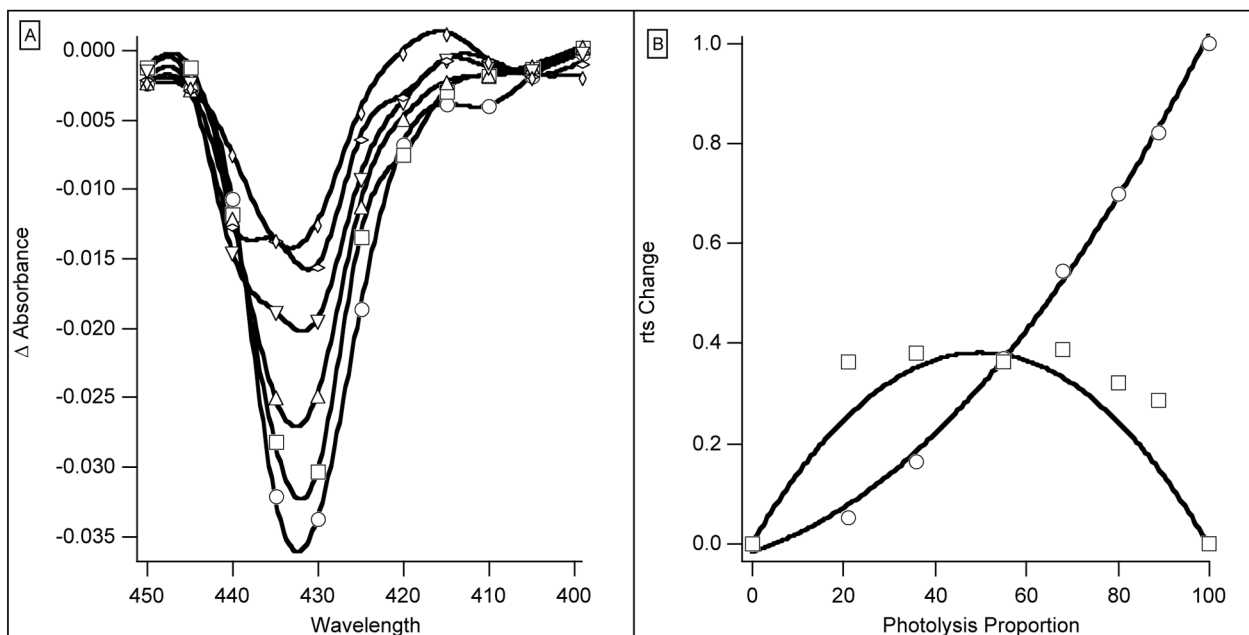 A
0.000
-0.005
-0.010
-0.015
-0.020
-0.025
-0.030
-0.035
Δ Absorbance
450 440 430 420 410 400
Wavelength
B
1.0
0.8
0.6
0.4
0.2
0.0
rts Change
0 20 40 60 80 100
Photolysis Proportion